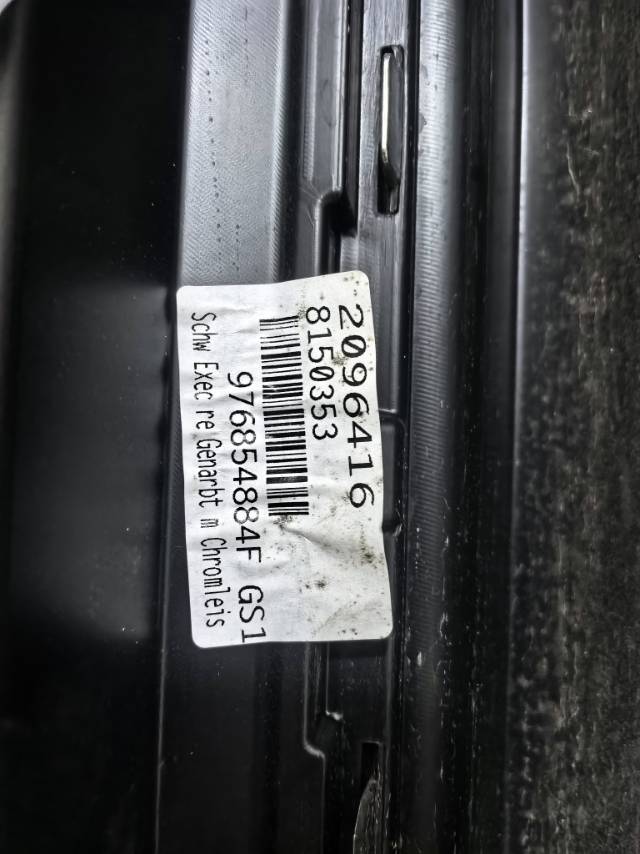 2096416
8150353
976854884F GS1
Schw Exec re Genarbt m Chromleis